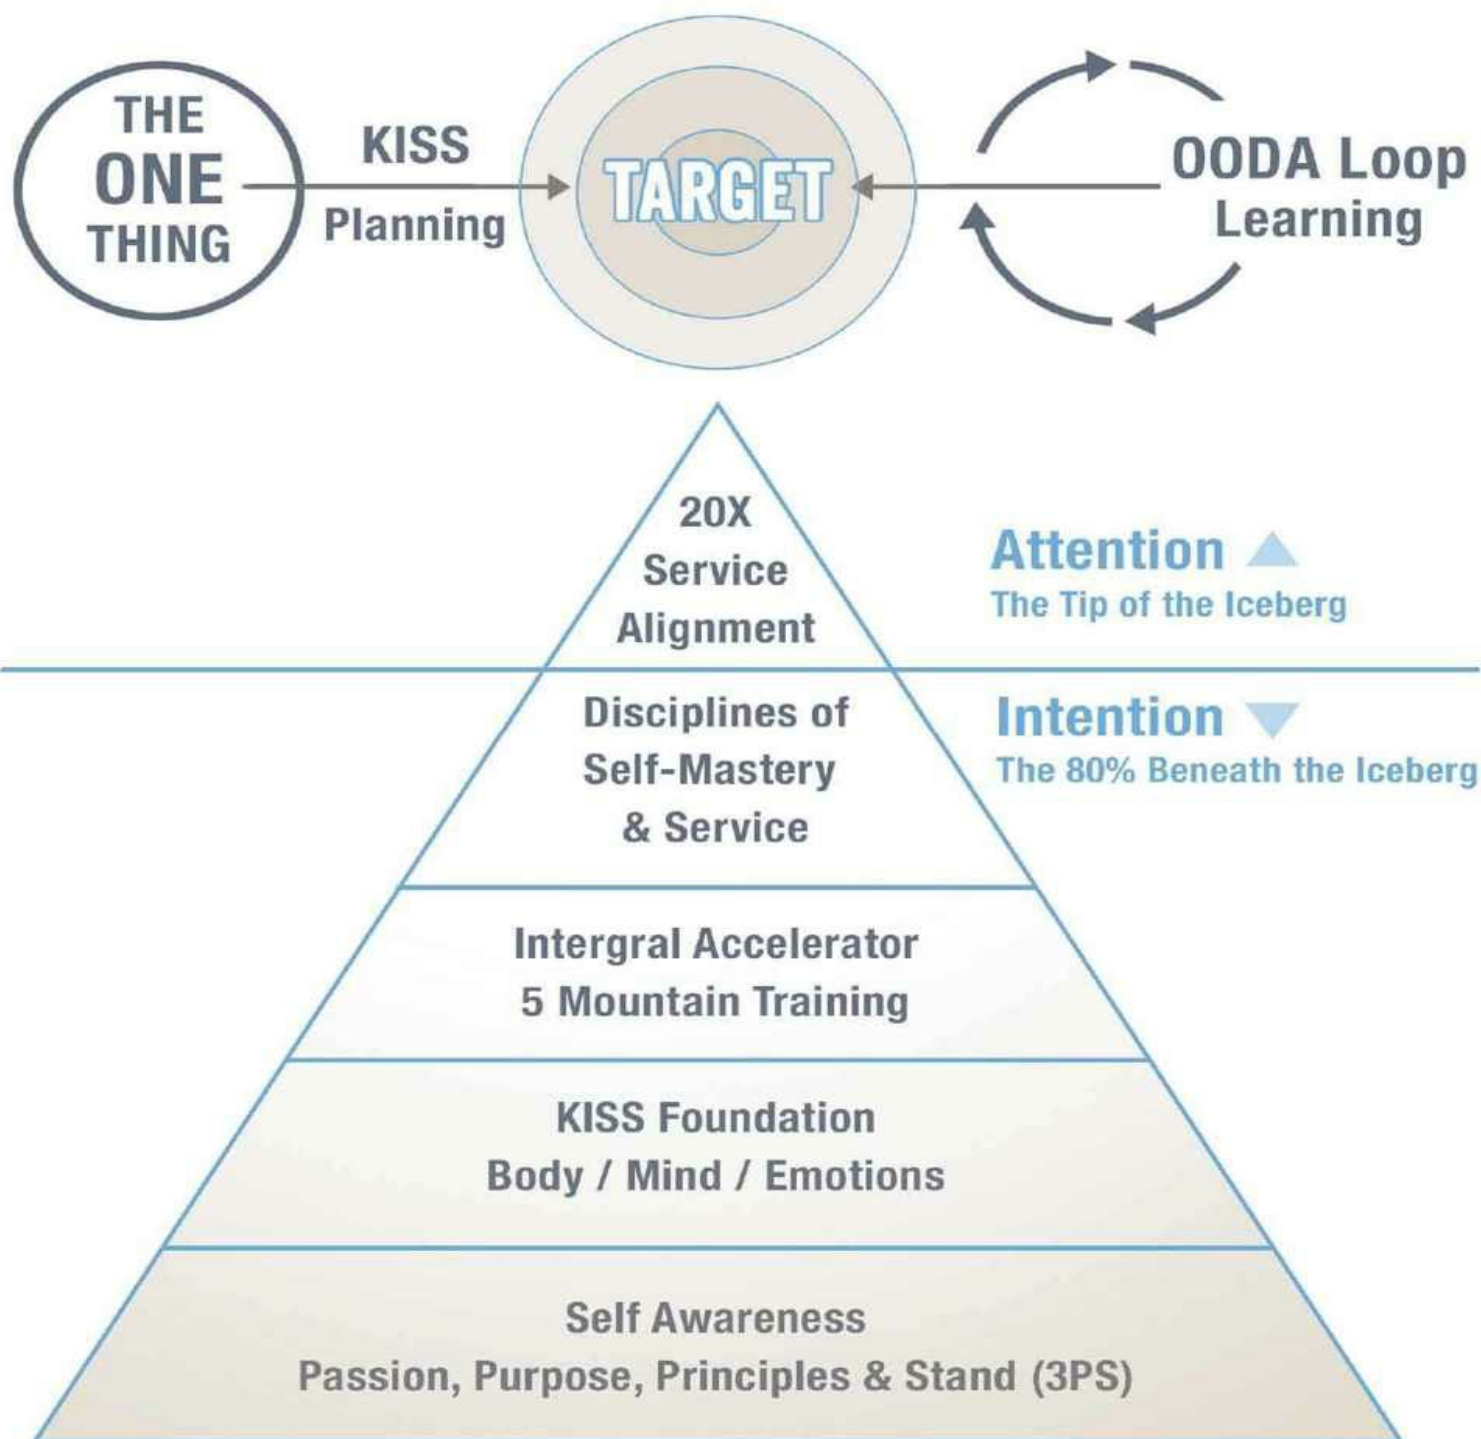 THE
ONE
THING
KISS
Planning
TARGET
OODA Loop
Learning
20X
Service
Alignment
Attention
The Tip of the Iceberg
Disciplines of
Self-Mastery
& Service
Intention
The 80% Beneath the Iceberg
Intergral Accelerator
5 Mountain Training
KISS Foundation
Body / Mind / Emotions
Self Awareness
Passion, Purpose, Principles & Stand (3PS)